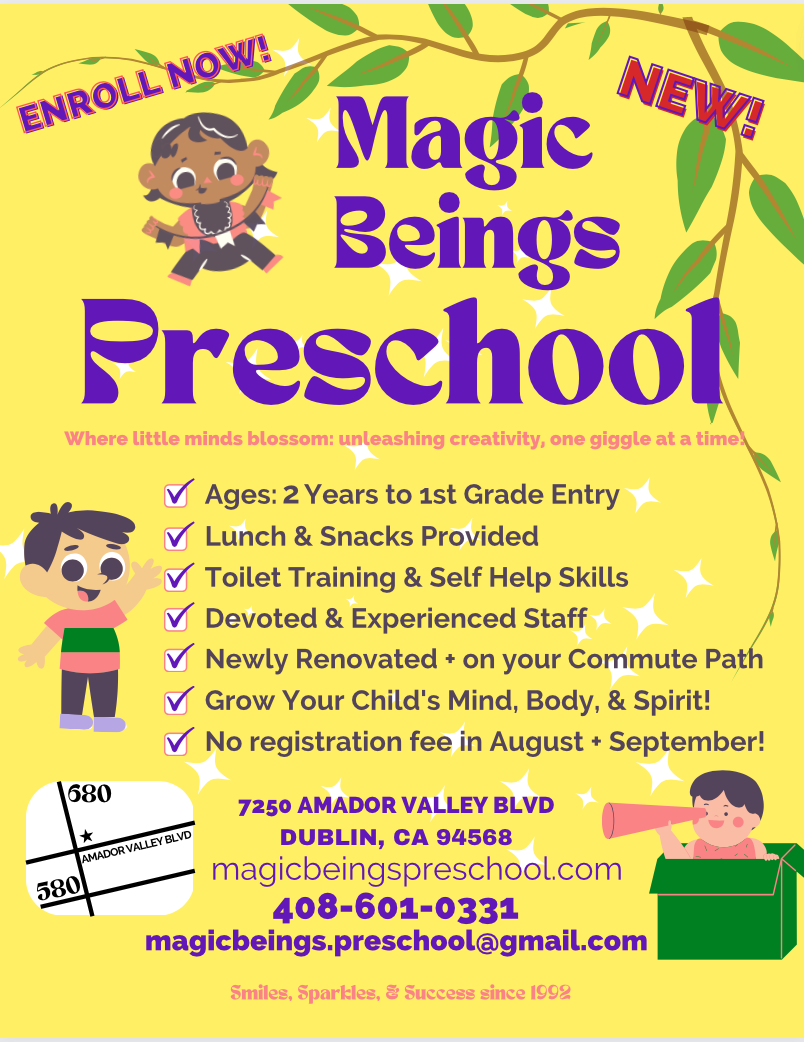 ENROLL NOW!
NEW!
Magic
Beings
Preschool
Where little minds blossom: unleashing creativity, one giggle at a time!
Ages: 2 Years to 1st Grade Entry
Lunch & Snacks Provided
Toilet Training & Self Help Skills
Devoted & Experienced Staff
Newly Renovated + on your Commute Path
Grow Your Child's Mind, Body, & Spirit!
No registration fee in August + September!
680
AMADOR VALLEY BLVD
580
7250 AMADOR VALLEY BLVD
DUBLIN, CA 94568
magicbeingspreschool.com
408-601-0331
magicbeings.preschool@gmail.com
Smiles, Sparkles, & Success since 1992